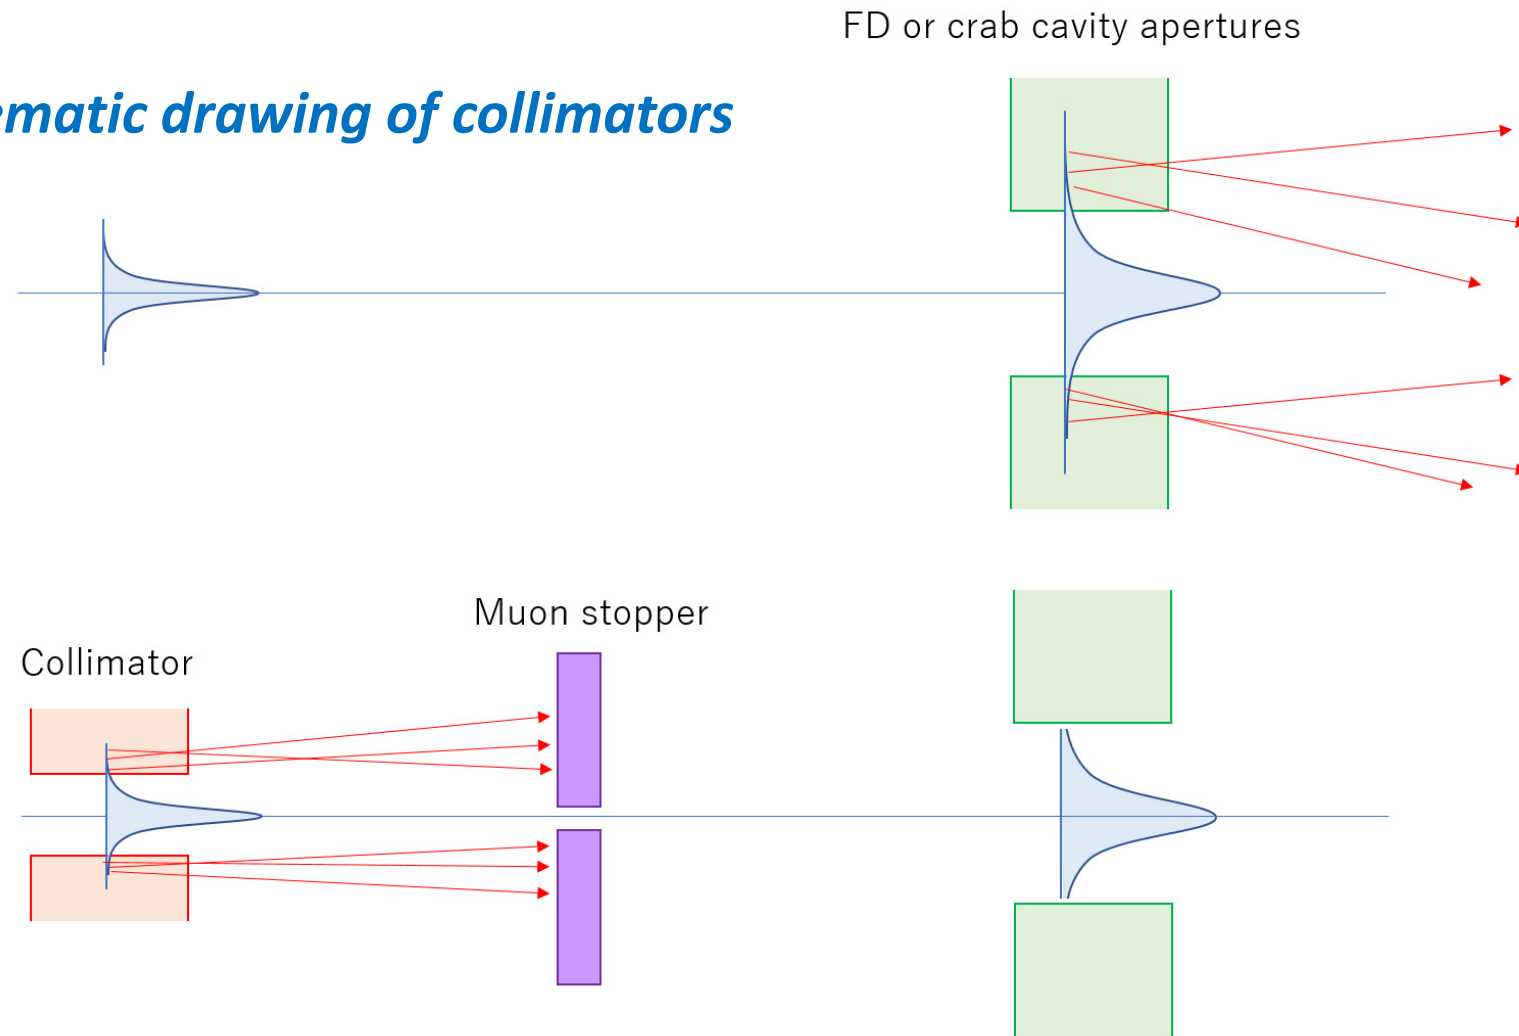 FD or crab cavity apertures
ematic drawing of collimators
Muon stopper
Collimator